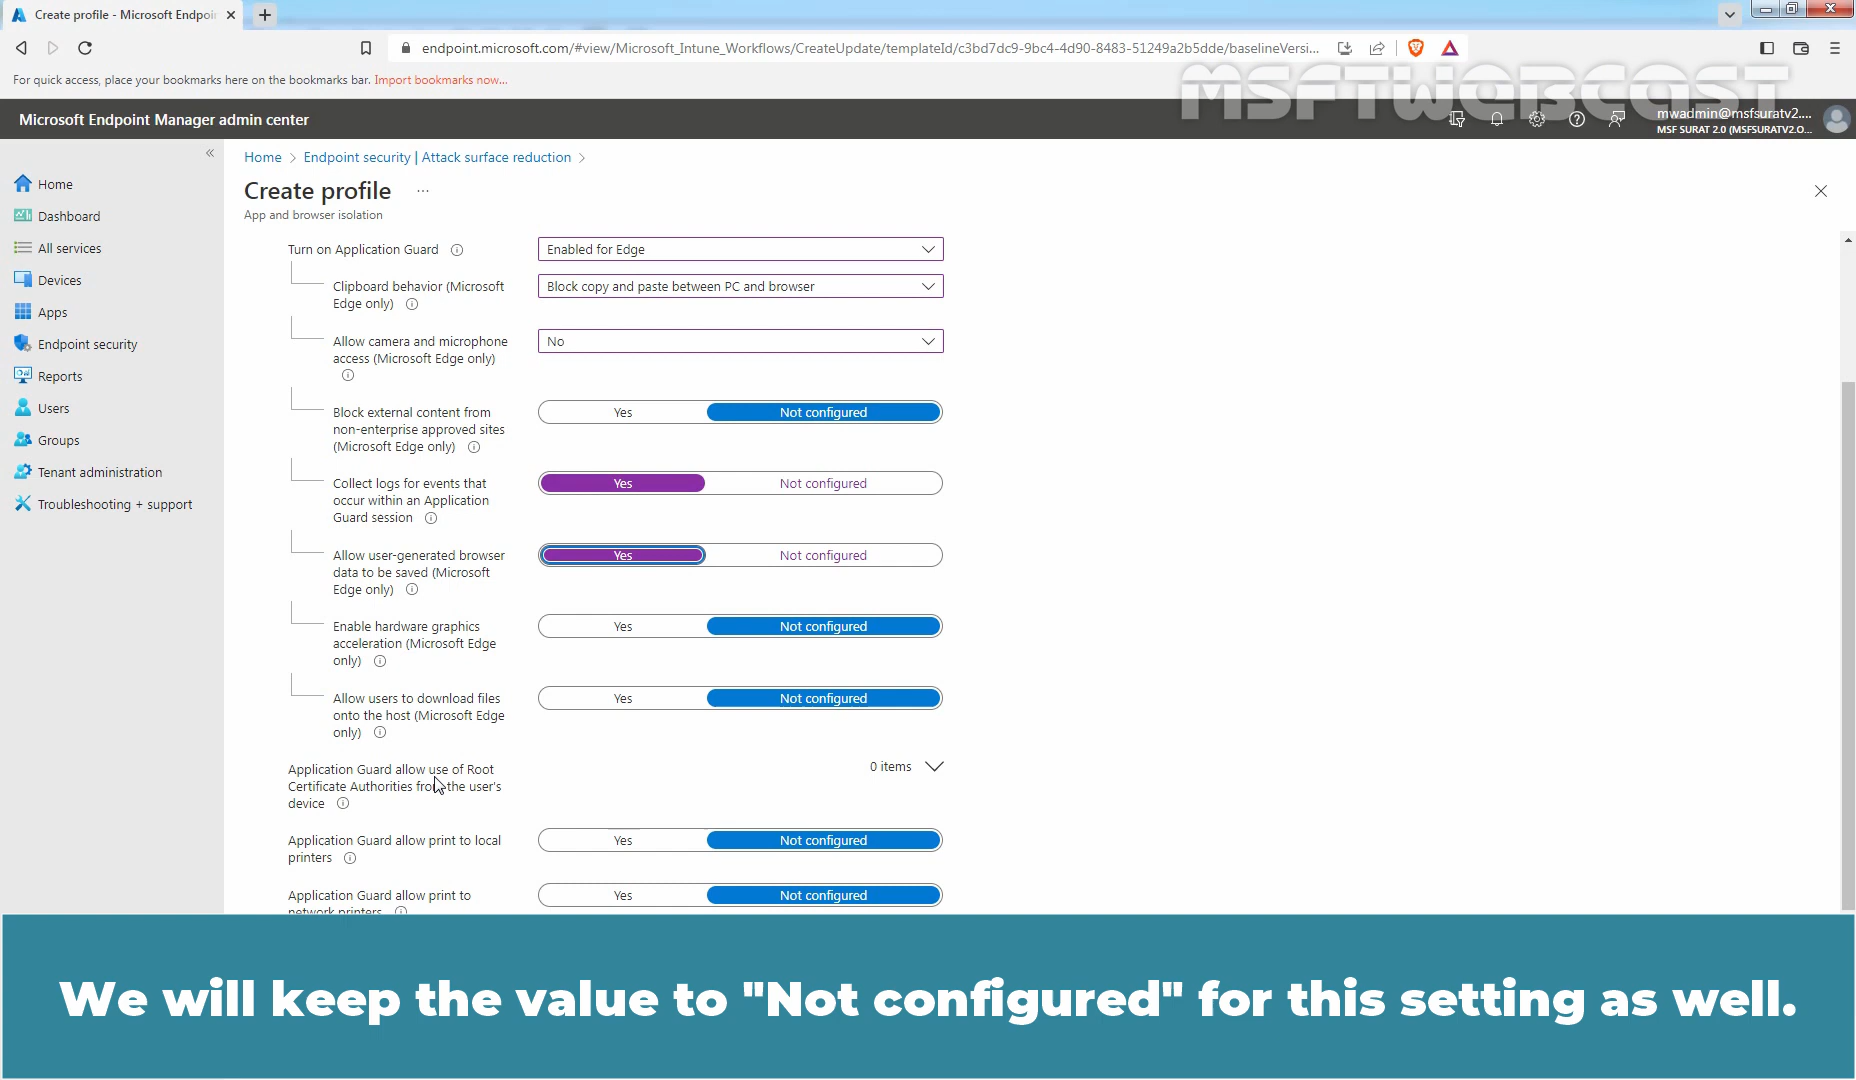 Create profile - Microsoft Endpoin
endpoint.microsoft.com/#view/Microsoft_Intune_Workflows/CreateUpdate/templateId/c3bd7dc9-9bc4-4d90-8483-51249a2b5dde/baselineVersi...
For quick access, place your bookmarks here on the bookmarks bar. Import bookmarks now...
MSFTWEBCAST
Microsoft Endpoint Manager admin center
mwadmin@msfsuratv2....
MSF SURAT 2.0 (MSFSURATV2.O...
Home > Endpoint security | Attack surface reduction >
Create profile ...
App and browser isolation
Home
Dashboard
All services
Devices
Apps
Endpoint security
Reports
Users
Groups
Tenant administration
Troubleshooting + support
Turn on Application Guard
Enabled for Edge
Clipboard behavior (Microsoft
Edge only)
Block copy and paste between PC and browser
Allow camera and microphone
access (Microsoft Edge only)
No
Block external content from
non-enterprise approved sites
(Microsoft Edge only)
Yes Not configured
Collect logs for events that
occur within an Application
Guard session
Yes Not configured
Allow user-generated browser
data to be saved (Microsoft
Edge only)
Yes Not configured
Enable hardware graphics
acceleration (Microsoft Edge
only)
Yes Not configured
Allow users to download files
onto the host (Microsoft Edge
only)
Yes Not configured
Application Guard allow use of Root
Certificate Authorities from the user's
device
0 items
Application Guard allow print to local
printers
Yes Not configured
Application Guard allow print to
network printers
Yes Not configured
We will keep the value to "Not configured" for this setting as well.